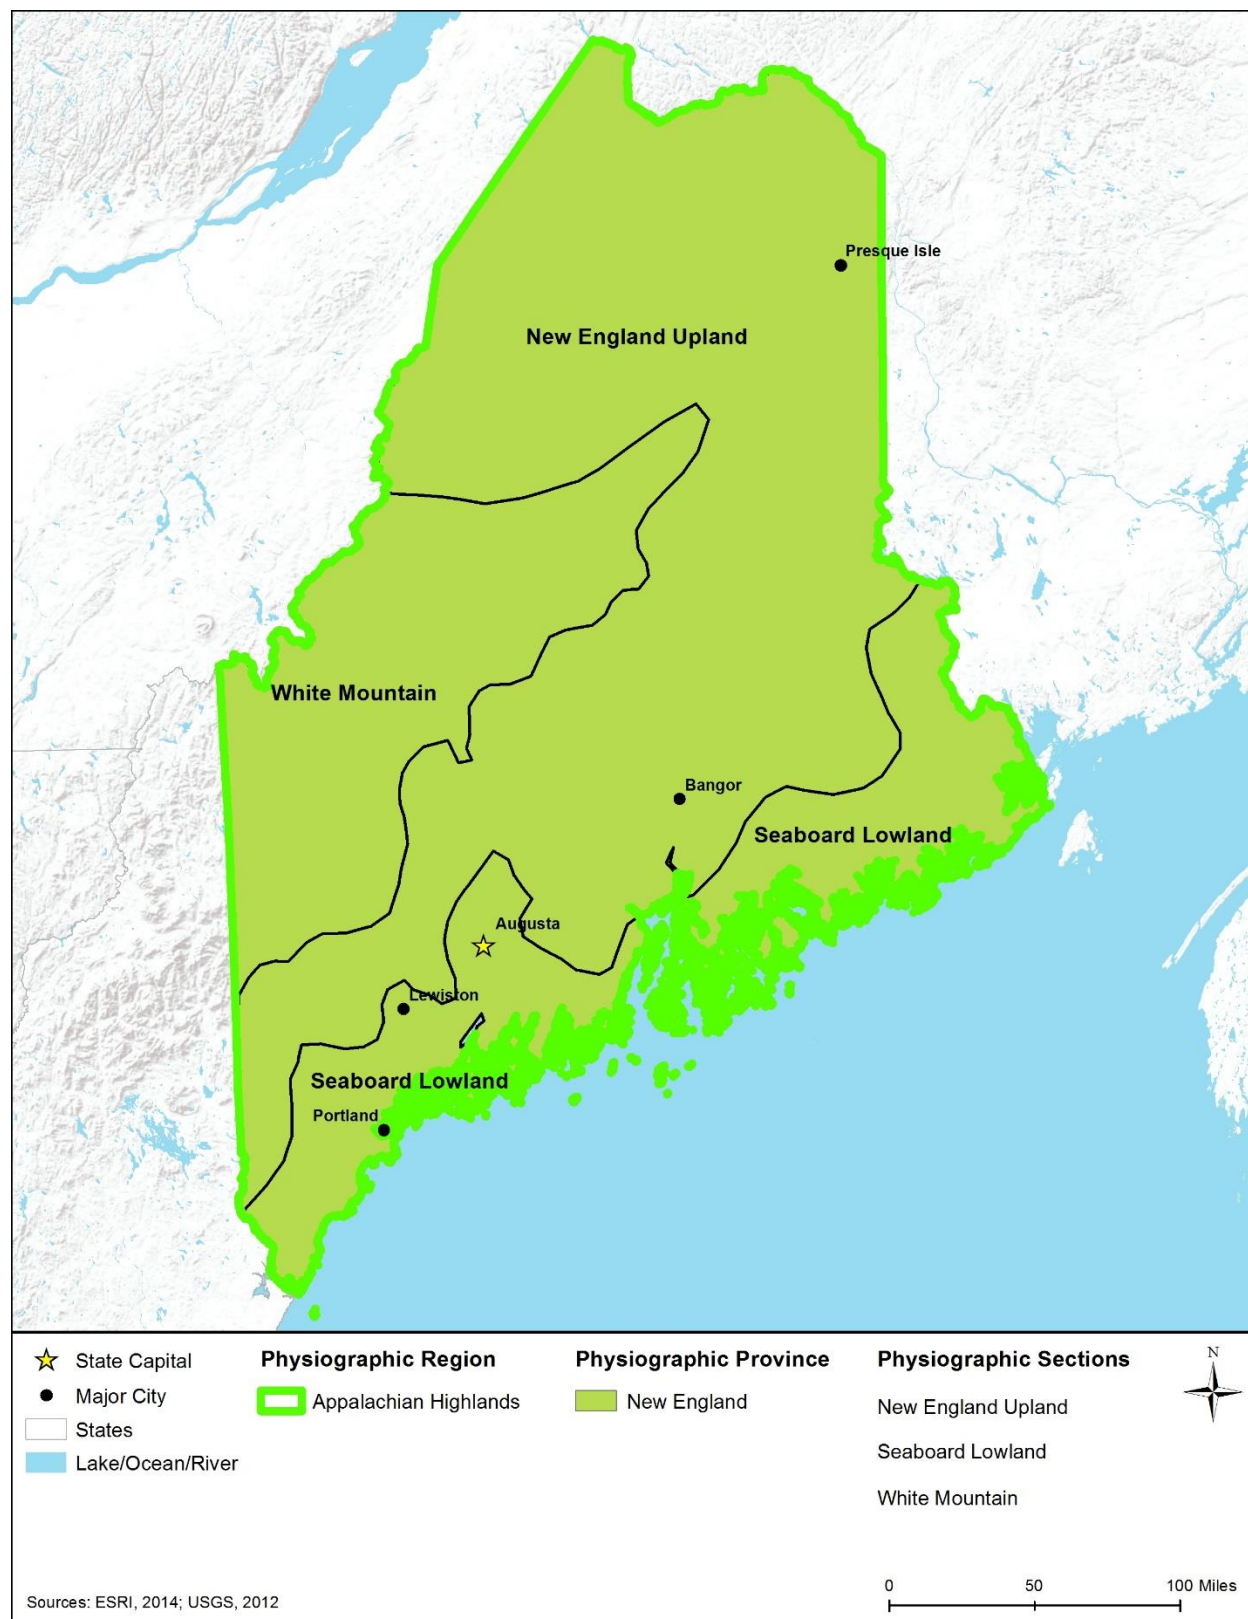 Presque Isle
New England Upland
White Mountain
Bangor
Seaboard Lowland
Augusta
Lewiston
Seaboard Lowland
Portland
State Capital
Major City
States
Lake/Ocean/River
Physiographic Region
Appalachian Highlands
Physiographic Province
New England
Physiographic Sections
New England Upland
Seaboard Lowland
White Mountain
N
0 50 100 Miles
Sources: ESRI, 2014; USGS, 2012